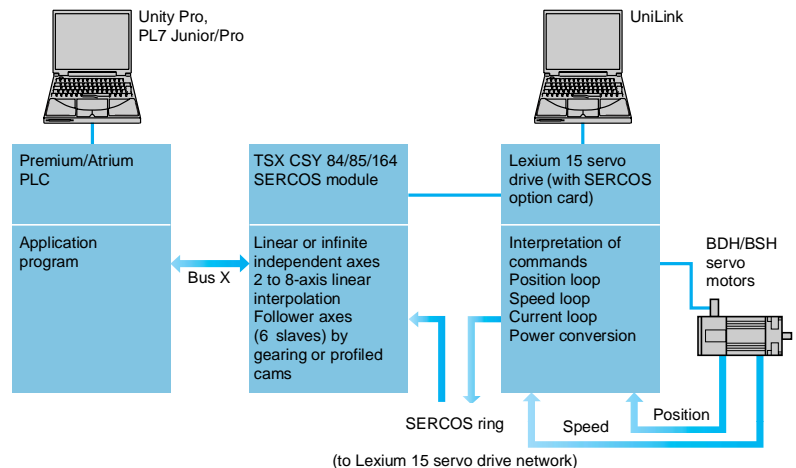 Unity Pro,
PL7 Junior/Pro
UniLink
Premium/Atrium
PLC
TSX CSY 84/85/164
SERCOS module
Lexium 15 servo
drive (with SERCOS
option card)
Application
program
Bus X
Linear or infinite
independent axes
2 to 8-axis linear
interpolation
Follower axes
(6 slaves) by
gearing or profiled
cams
Interpretation of
commands
Position loop
Speed loop
Current loop
Power conversion
BDH/BSH
servo
motors
SERCOS ring
Speed
Position
(to Lexium 15 servo drive network)